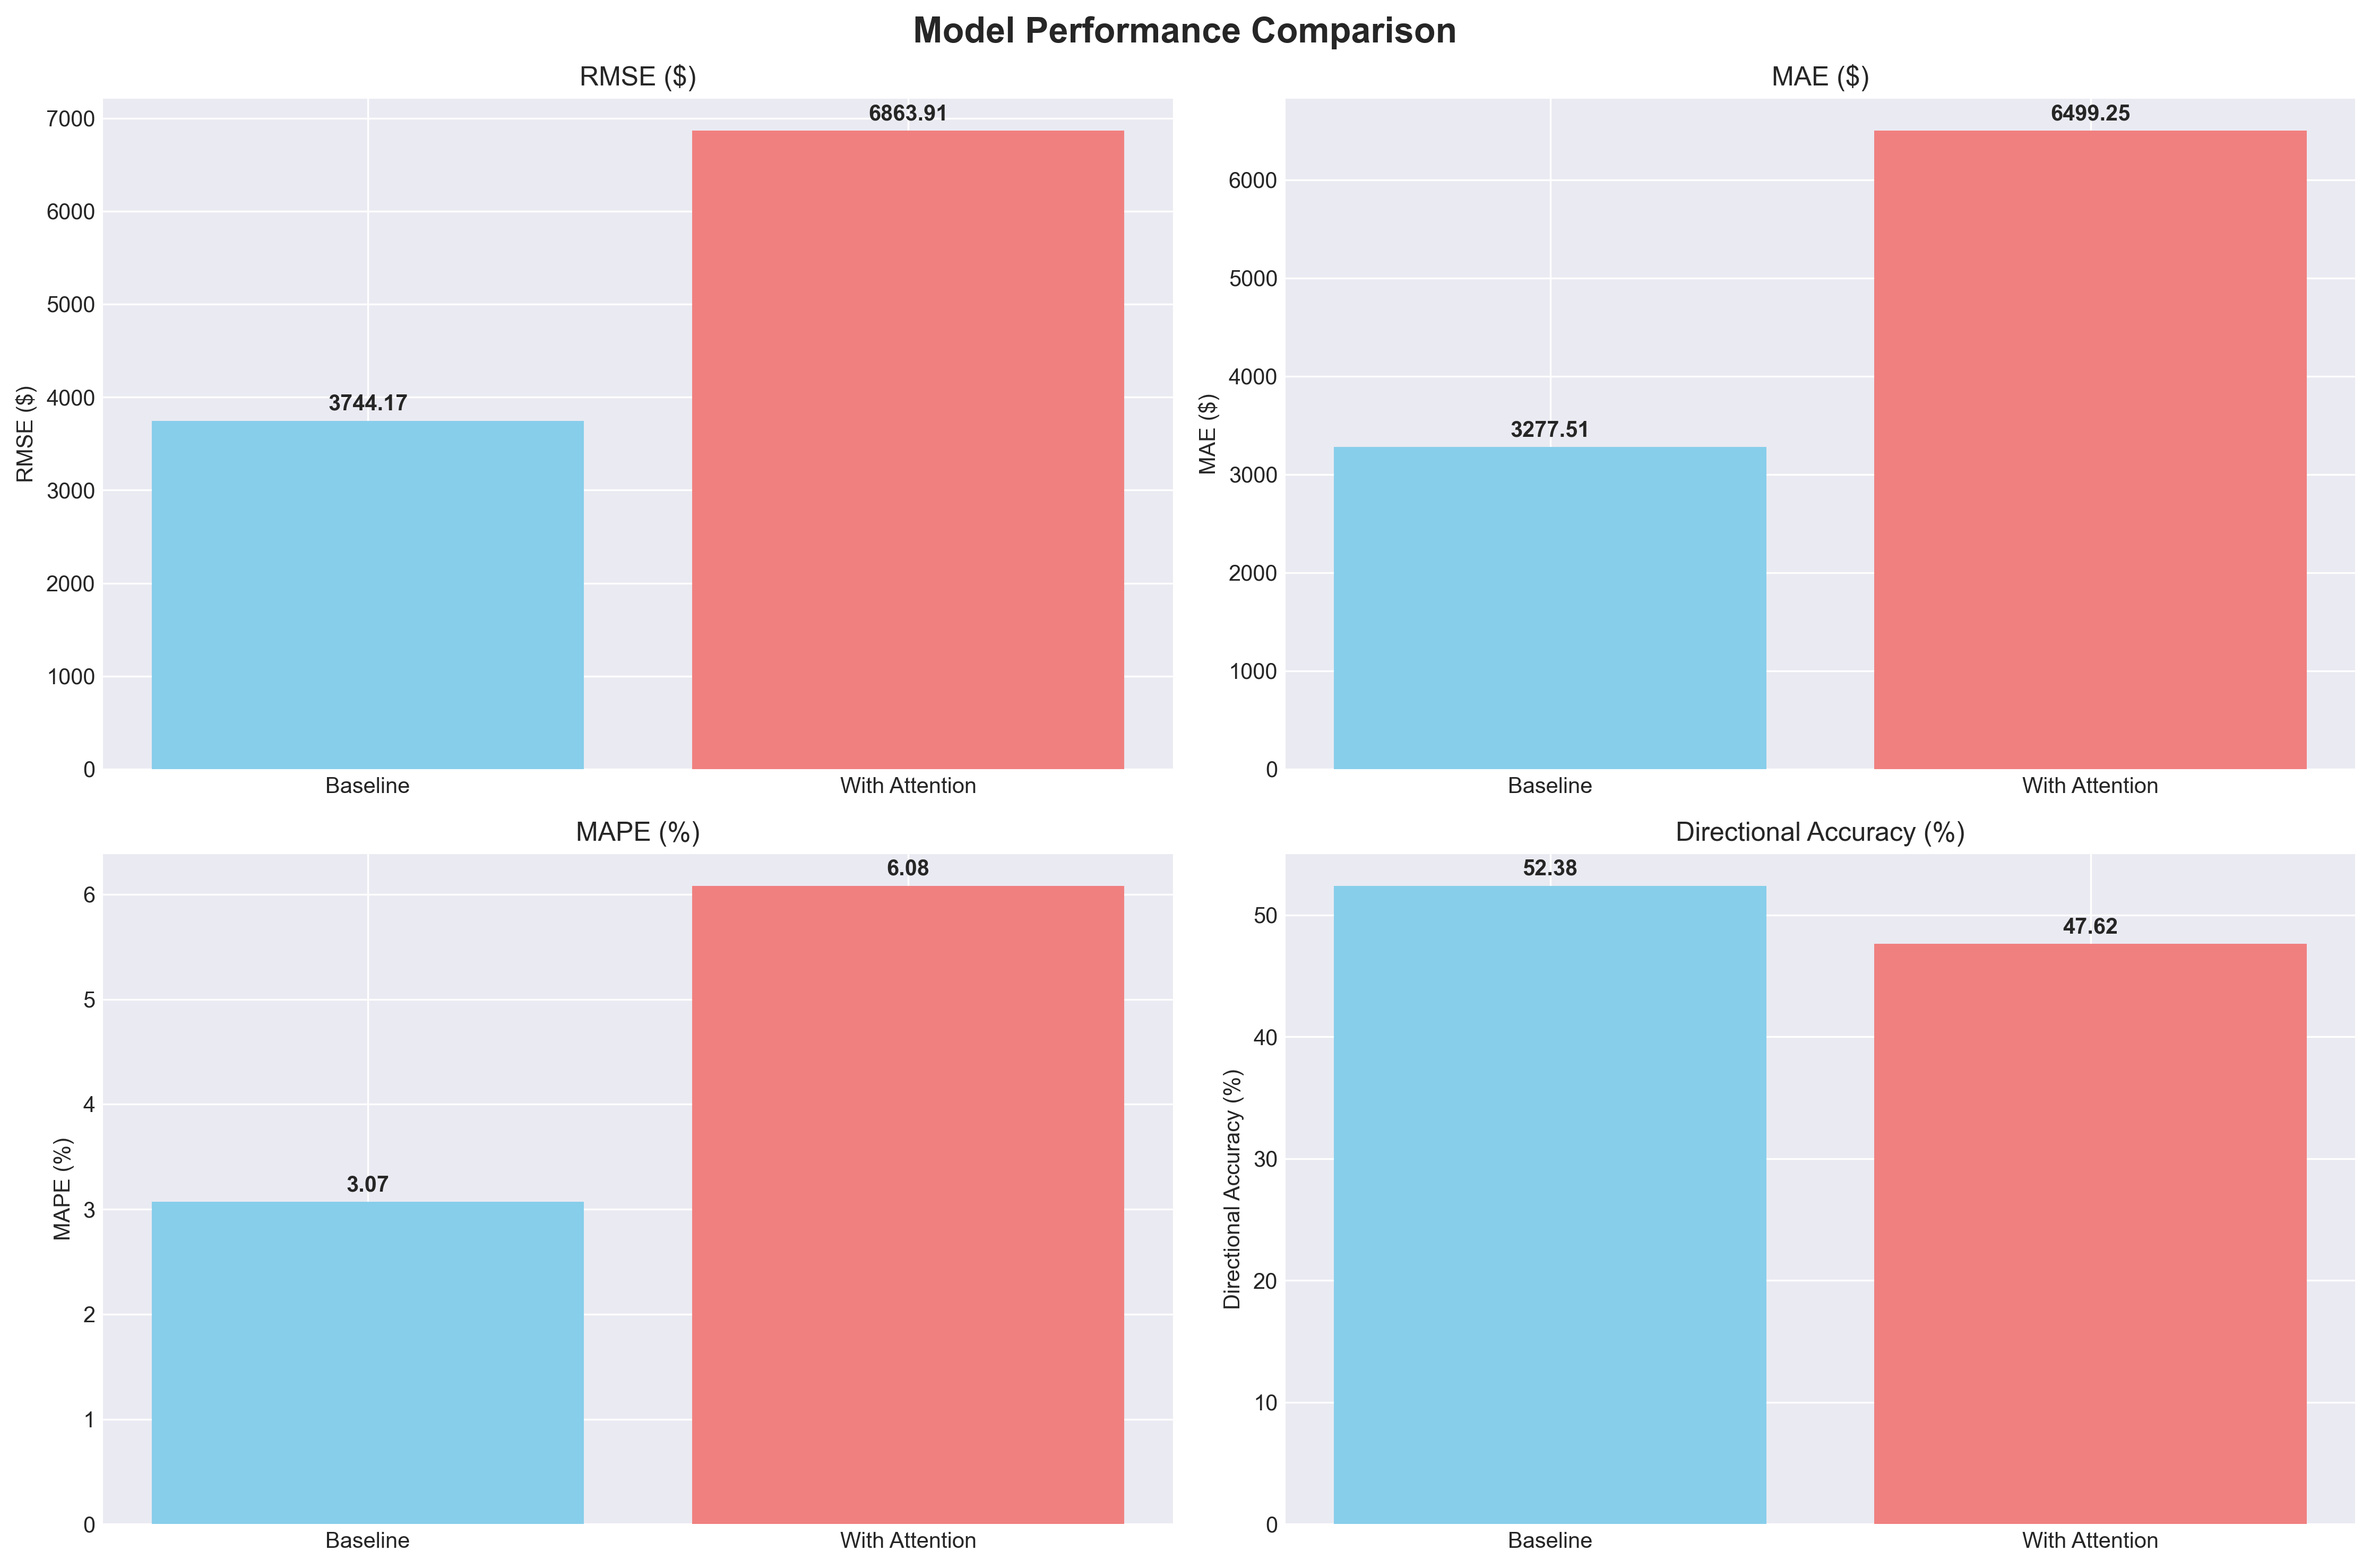 Model Performance Comparison
RMSE ($)
RMSE ($)
7000
6000
5000
4000
3000
2000
1000
0
3744.17
6863.91
Baseline
With Attention
MAE ($)
MAE ($)
6000
5000
4000
3000
2000
1000
0
3277.51
6499.25
Baseline
With Attention
MAPE (%)
MAPE (%)
6
5
4
3
2
1
0
3.07
6.08
Baseline
With Attention
Directional Accuracy (%)
Directional Accuracy (%)
50
40
30
20
10
0
52.38
47.62
Baseline
With Attention